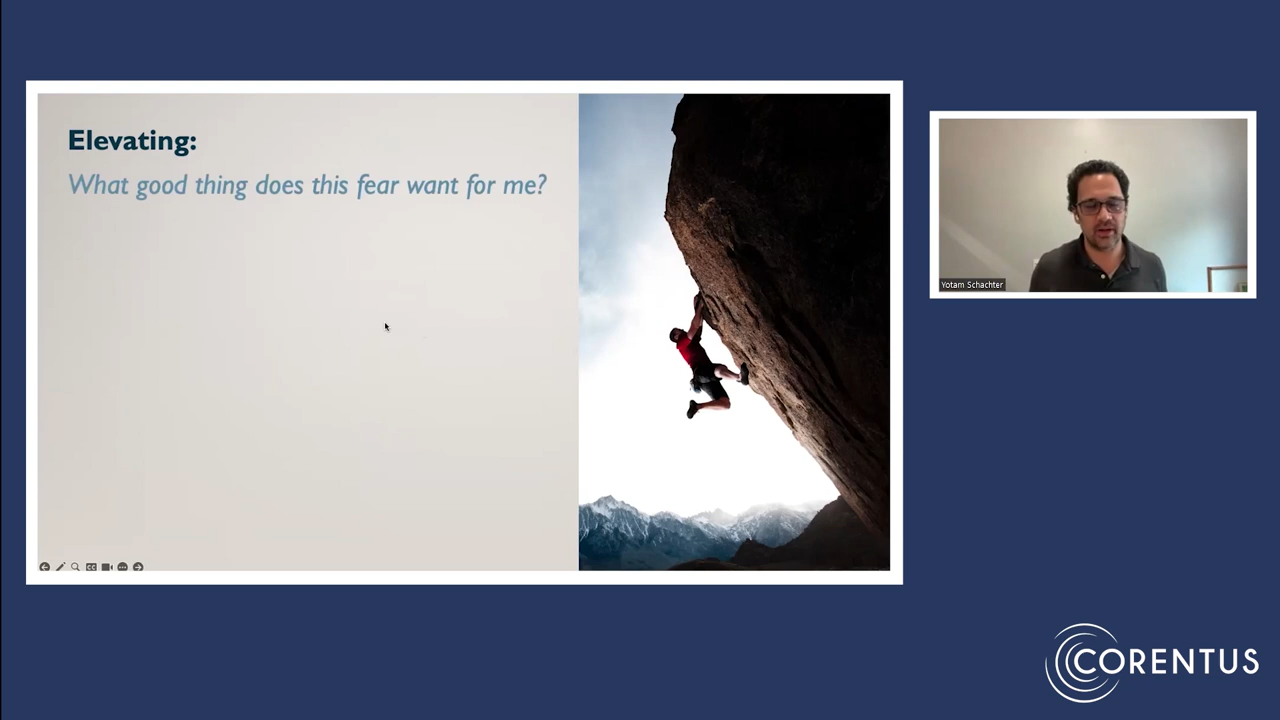 Elevating:
What good thing does this fear want for me?
Yotam Schachter
CORENTUS